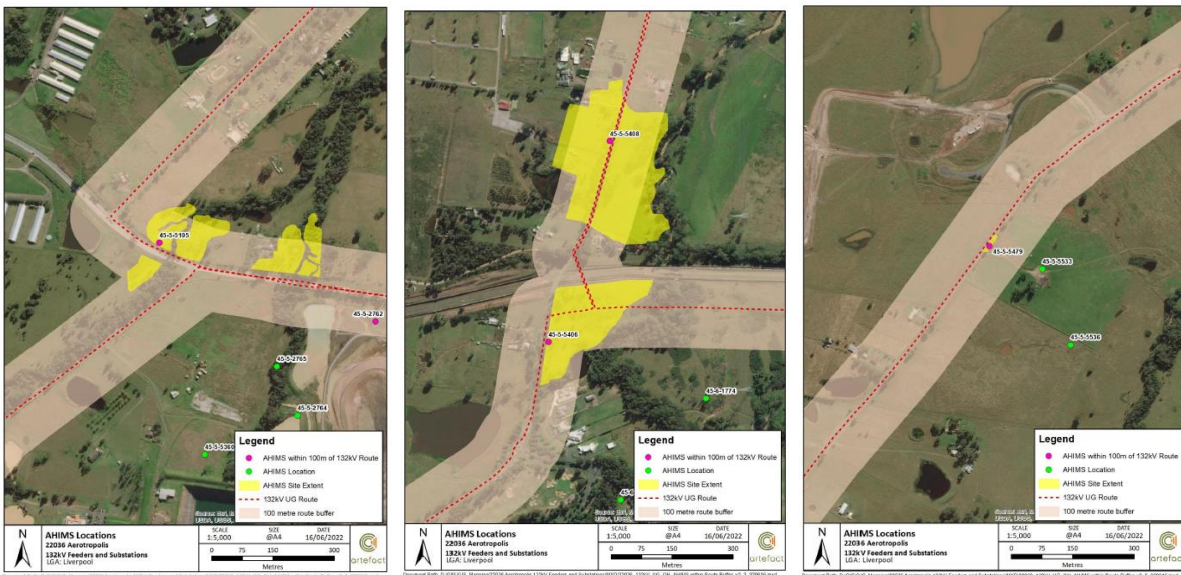 45-5-5105
45-5-2762
45-5-2765
45-5-2764
45-5-5360
Legend
AHIMS within 100m of 132kV Route
AHIMS Location
AHIMS Site Extent
132kV UG Route
100 metre route buffer
N
AHIMS Locations
22036 Aerotropolis
132kV Feeders and Substations
LGA: Liverpool
SCALE SIZE DATE
1:5,000 @A4 16/06/2022
0 75 150 300
Metres
artefact
45-5-5408
45-5-5406
45-5-1774
Legend
AHIMS within 100m of 132kV Route
AHIMS Location
AHIMS Site Extent
132kV UG Route
100 metre route buffer
N
AHIMS Locations
22036 Aerotropolis
132kV Feeders and Substations
LGA: Liverpool
SCALE SIZE DATE
1:5,000 @A4 16/06/2022
0 75 150 300
Metres
artefact
45-5-5479
45-5-5533
45-5-5536
Legend
AHIMS within 100m of 132kV Route
AHIMS Location
AHIMS Site Extent
132kV UG Route
100 metre route buffer
N
AHIMS Locations
22036 Aerotropolis
132kV Feeders and Substations
LGA: Liverpool
SCALE SIZE DATE
1:5,000 @A4 16/06/2022
0 75 150 300
Metres
artefact